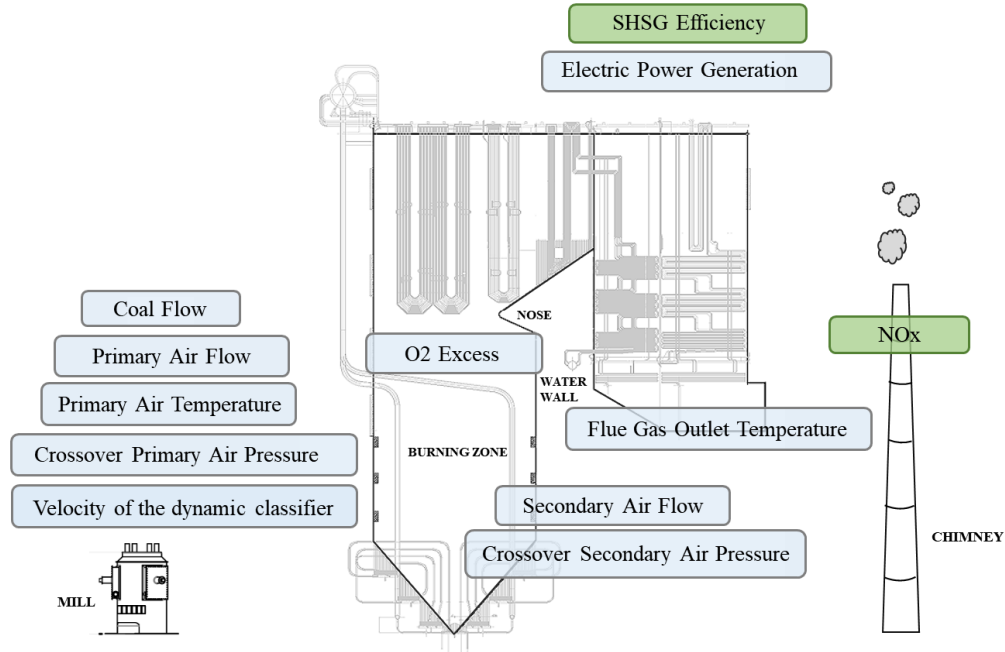 SHSG Efficiency
Electric Power Generation
Coal Flow
Primary Air Flow
Primary Air Temperature
Crossover Primary Air Pressure
Velocity of the dynamic classifier
MILL
NOSE
O2 Excess
WATER
WALL
Flue Gas Outlet Temperature
BURNING ZONE
Secondary Air Flow
Crossover Secondary Air Pressure
NOx
CHIMNEY